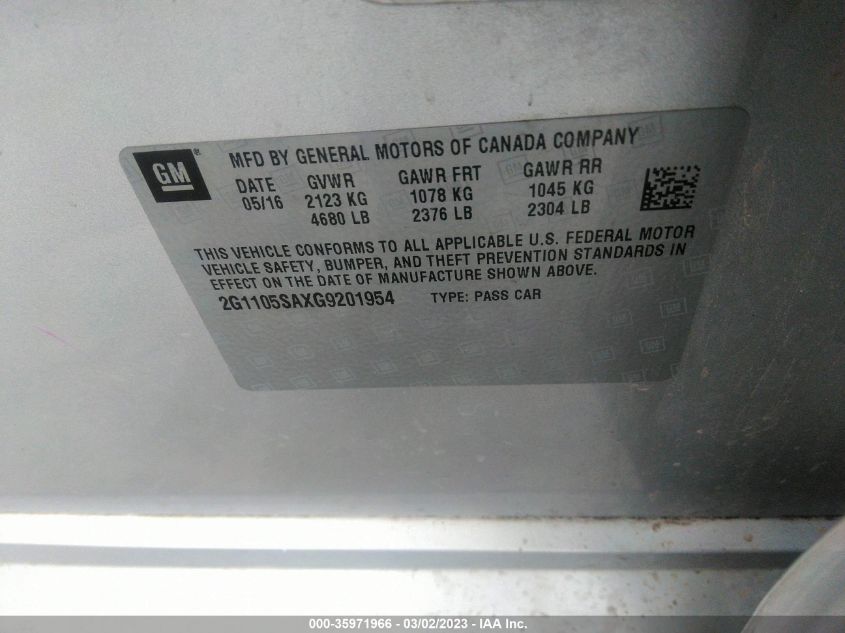 GM®
MFD BY GENERAL MOTORS OF CANADA COMPANY
DATE GVWR GAWR FRT GAWR RR
05/16 2123 KG 1078 KG 1045 KG
4680 LB 2376 LB 2304 LB
THIS VEHICLE CONFORMS TO ALL APPLICABLE U.S. FEDERAL MOTOR
VEHICLE SAFETY, BUMPER, AND THEFT PREVENTION STANDARDS IN
EFFECT ON THE DATE OF MANUFACTURE SHOWN ABOVE.
2G1105SAXG9201954 TYPE: PASS CAR
000-35971966 - 03/02/2023 - IAA Inc.